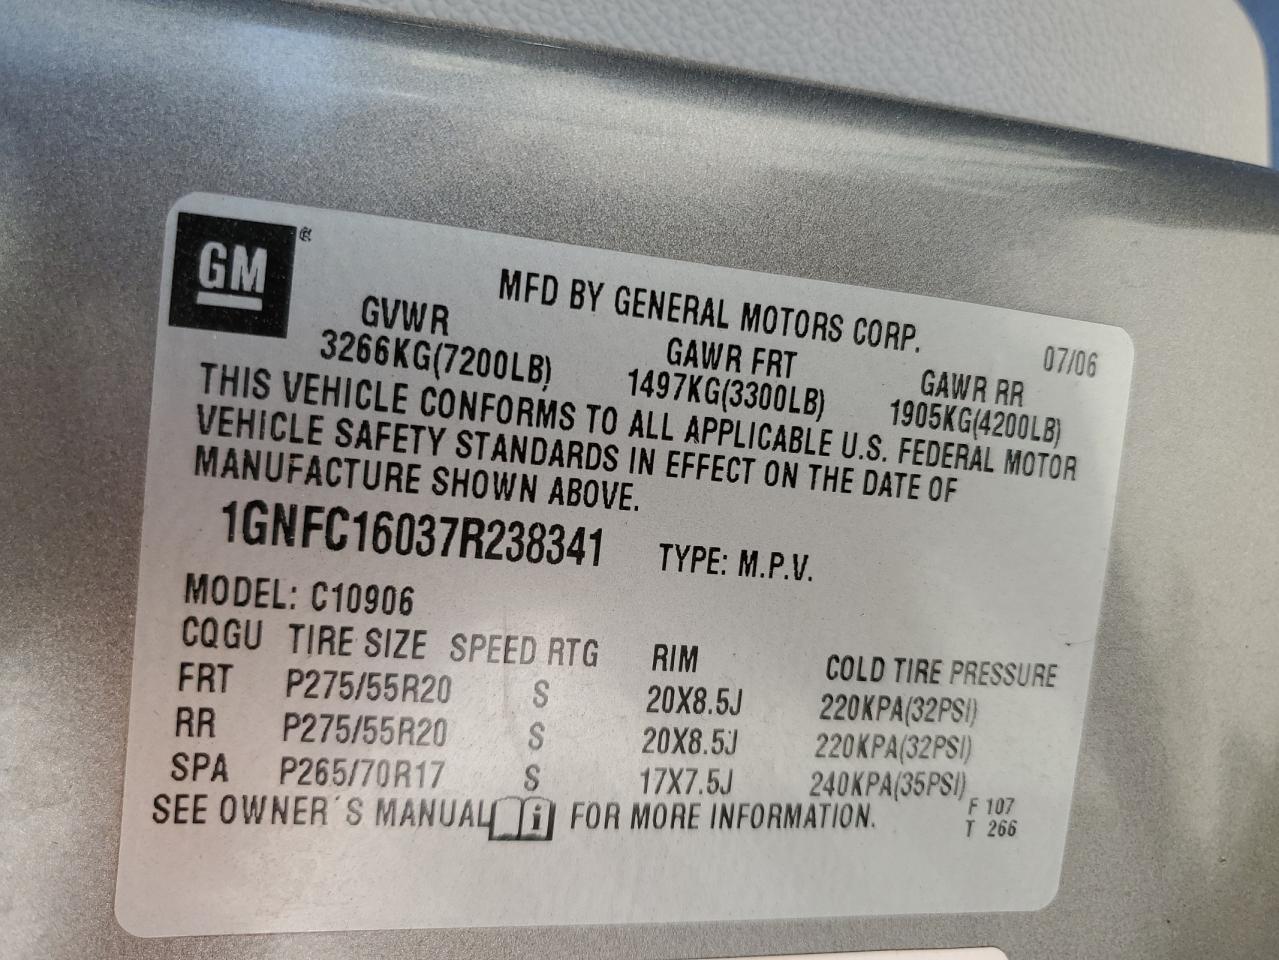 GM
MFD BY GENERAL MOTORS CORP.
07/06
GVWR GAWR FRT GAWR RR
3266KG(7200LB) 1497KG(3300LB) 1905KG(4200LB)
THIS VEHICLE CONFORMS TO ALL APPLICABLE U.S. FEDERAL MOTOR
VEHICLE SAFETY STANDARDS IN EFFECT ON THE DATE OF
MANUFACTURE SHOWN ABOVE.
1GNFC16037R238341 TYPE: M.P.V.
MODEL: C10906
CQGU TIRE SIZE SPEED RTG RIM COLD TIRE PRESSURE
FRT P275/55R20 S 20X8.5J 220KPA(32PSI)
RR P275/55R20 S 20X8.5J 220KPA(32PSI)
SPA P265/70R17 S 17X7.5J 240KPA(35PSI)
SEE OWNER´S MANUAL i FOR MORE INFORMATION.
F 107
T 266